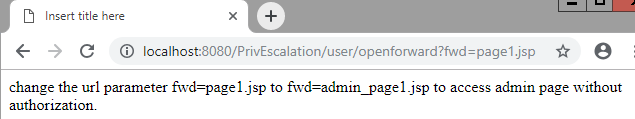 Insert title here
localhost:8080/PrivEscalation/user/openforward?fwd=page1.jsp
change the url parameter fwd=page1.jsp to fwd=admin_page1.jsp to access admin page without
authorization.